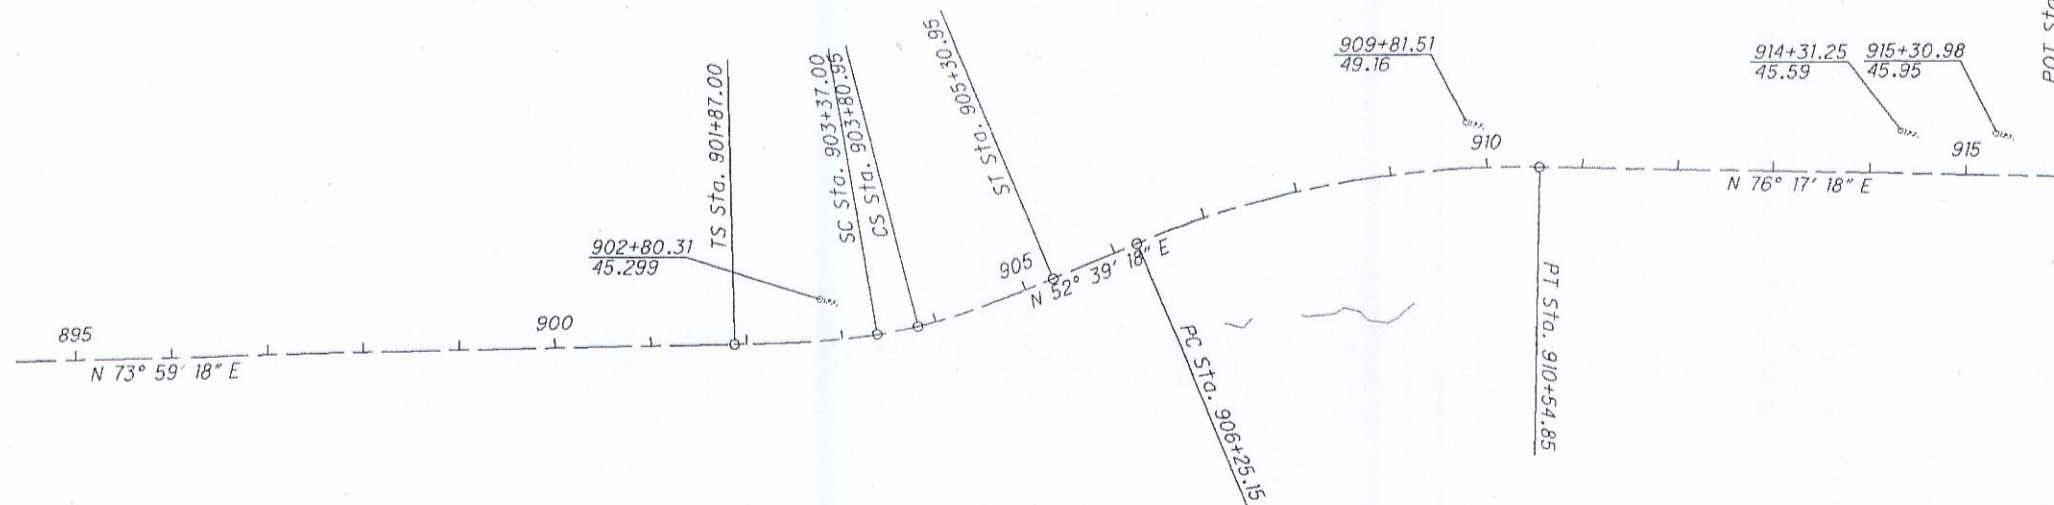 POT Sta
ST Sta. 905+30.95
909+81.51
49.16
914+31.25
45.59
915+30.98
45.95
TS Sta. 901+87.00
SC Sta. 903+37.00
CS Sta. 903+80.95
910
915
N 76° 17' 18" E
902+80.31
45.299
905
N 52° 39' 18" E
895
900
N 73° 59' 18" E
PC Sta. 906+25.15
PT Sta. 910+54.85